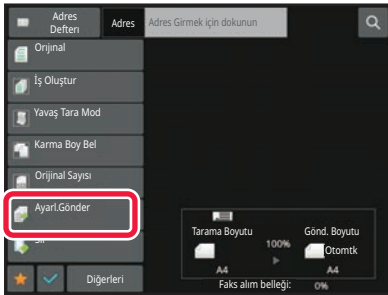 Adres
Defteri
Adres
Adres Girmek için dokunun
Orijinal
İş Oluştur
Yavaş Tara Mod
Karma Boy Bel
Orijinal Sayısı
Ayarl.Gönder
Diğerleri
Tarama Boyutu
Gönd. Boyutu
100%
Otomtk
A4
A4
Faks alım belleği:
0%